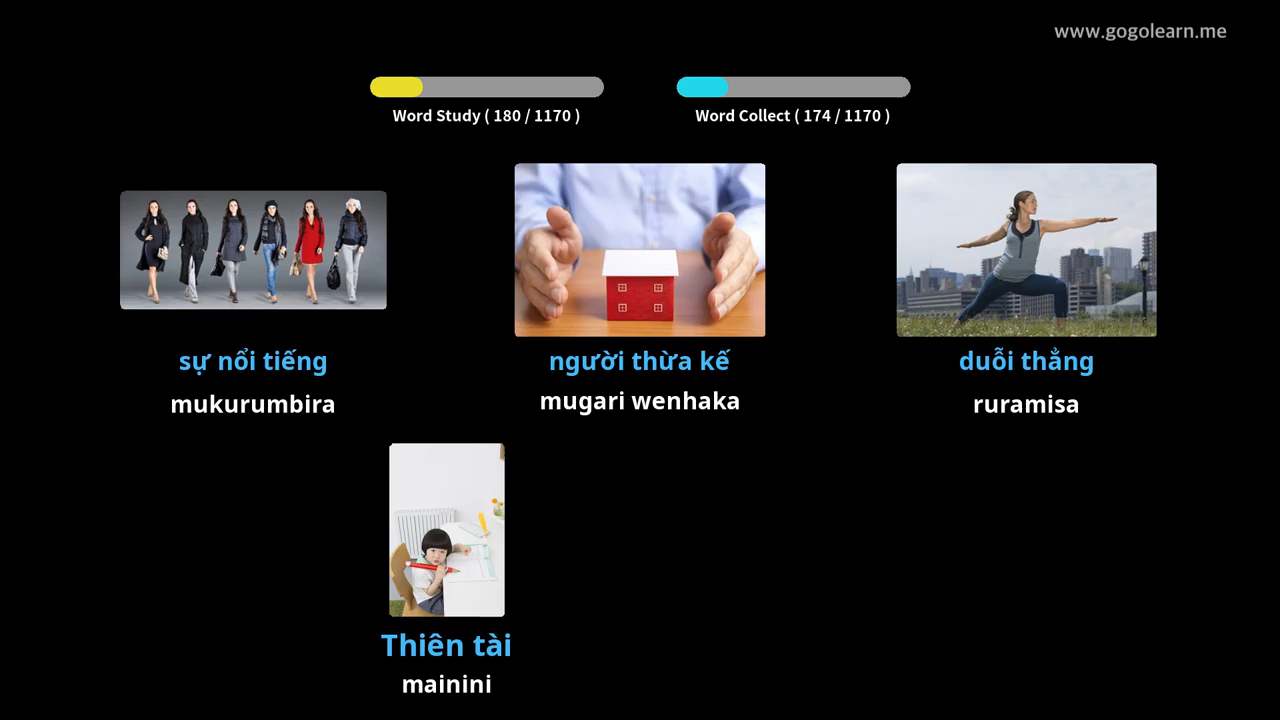 www.gogolearn.me
Word Study ( 180 / 1170 )
Word Collect ( 174 / 1170 )
sự nổi tiếng
mukurumbira
người thừa kế
mugari wenhaka
duỗi thẳng
ruramisa
Thiên tài
mainini